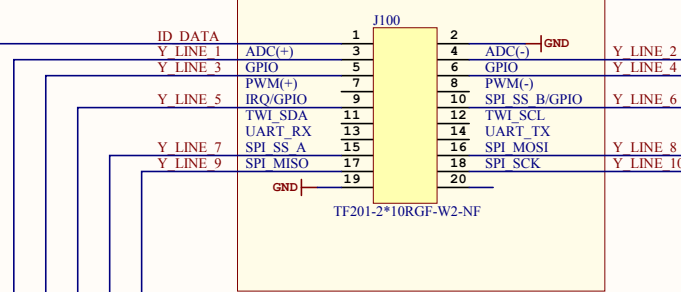 J100
ID_DATA 1 2 GND
Y_LINE_1 ADC(+) 3 4 ADC(-) Y_LINE_2
Y_LINE_3 GPIO 5 6 GPIO Y_LINE_4
PWM(+) 7 8 PWM(-)
Y_LINE_5 IRQ/GPIO 9 10 SPI_SS_B/GPIO Y_LINE_6
TWI_SDA 11 12 TWI_SCL
UART_RX 13 14 UART_TX
Y_LINE_7 SPI_SS_A 15 16 SPI_MOSI Y_LINE_8
Y_LINE_9 SPI_MISO 17 18 SPI_SCK Y_LINE_10
GND 19 20
TF201-2*10RGF-W2-NF